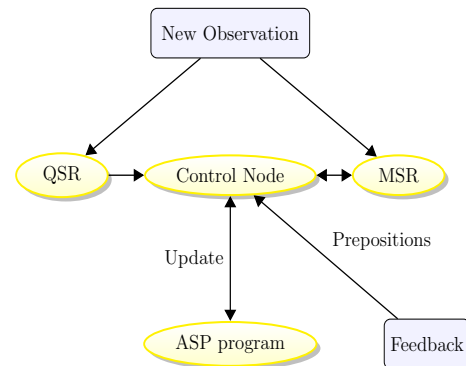 New Observation
QSR
Control Node
MSR
Prepositions
Update
ASP program
Feedback